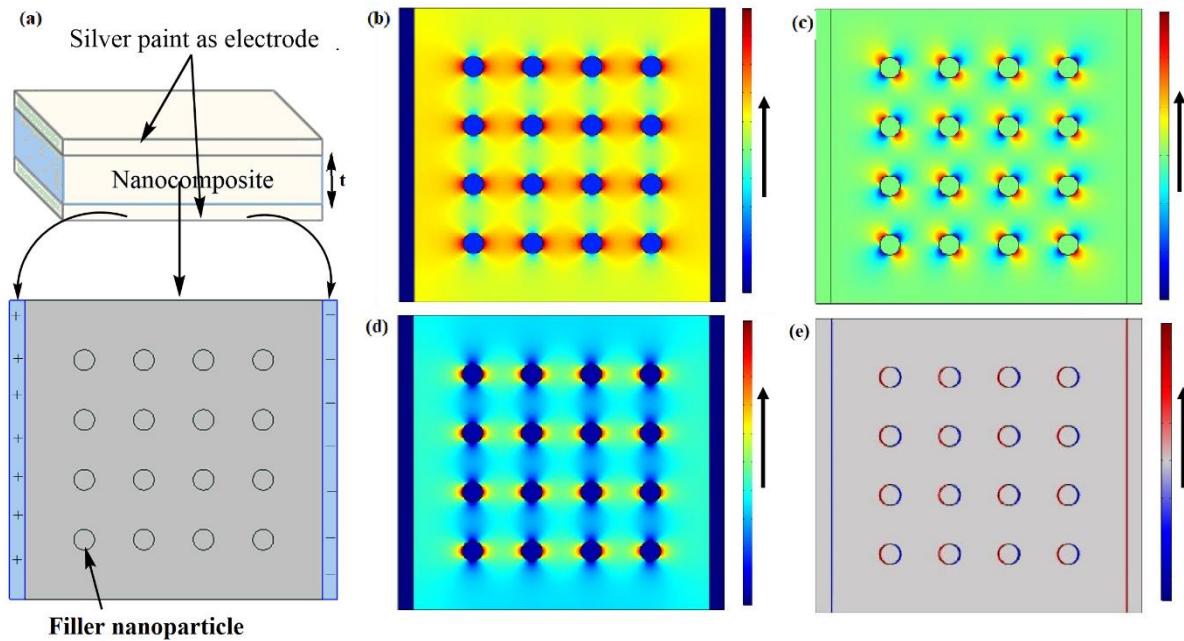 (a)
Silver paint as electrode
Nanocomposite
t
+ −
+ −
+ −
+ −
+ −
+ −
+ −
Filler nanoparticle
(b)
(c)
(d)
(e)